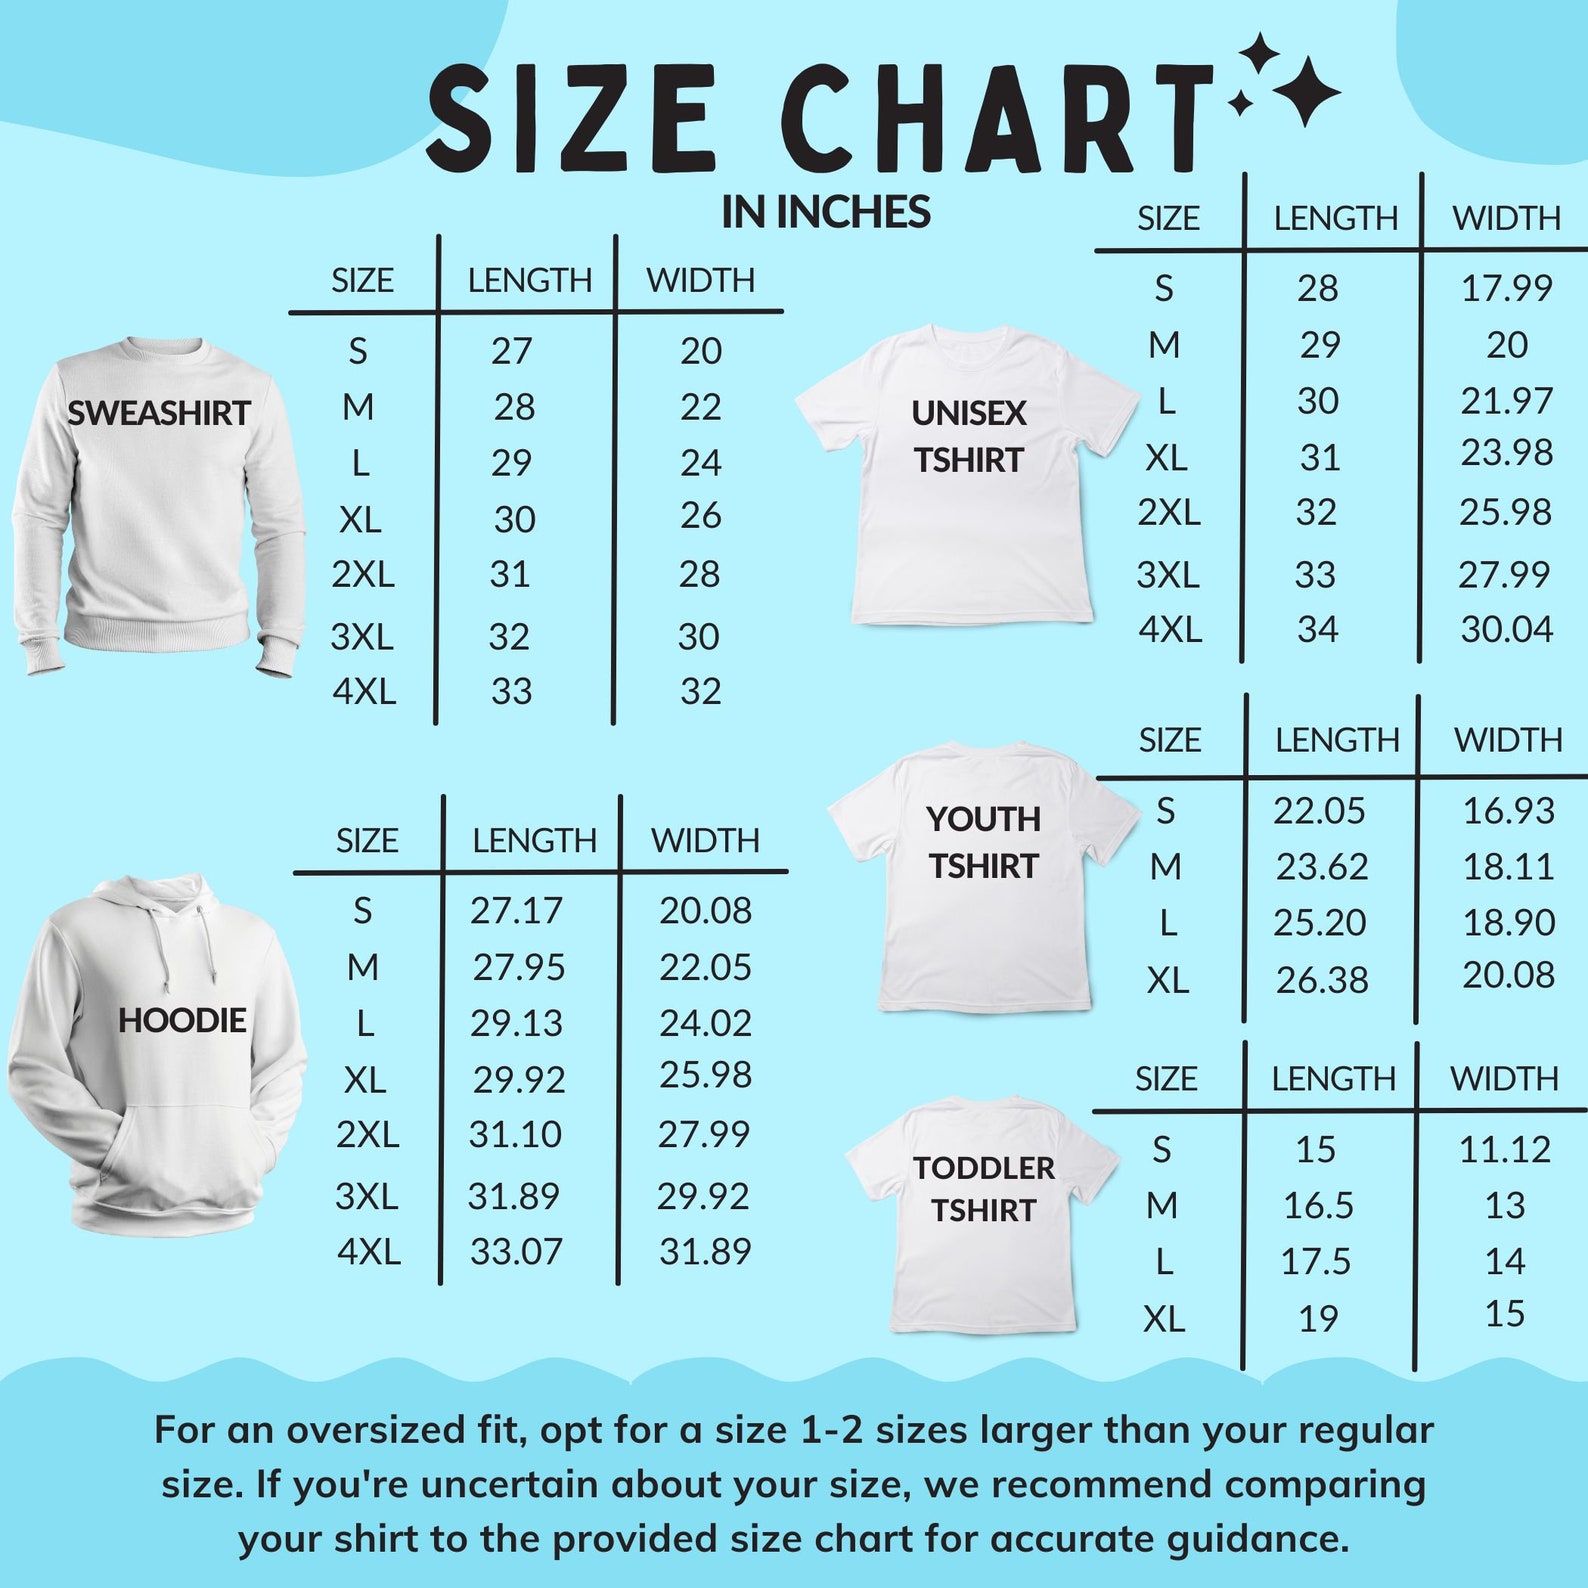 SIZE CHART
IN INCHES
SWEASHIRT
SIZE LENGTH WIDTH
S 27 20
M 28 22
L 29 24
XL 30 26
2XL 31 28
3XL 32 30
4XL 33 32
HOODIE
SIZE LENGTH WIDTH
S 27.17 20.08
M 27.95 22.05
L 29.13 24.02
XL 29.92 25.98
2XL 31.10 27.99
3XL 31.89 29.92
4XL 33.07 31.89
UNISEX
TSHIRT
SIZE LENGTH WIDTH
S 28 17.99
M 29 20
L 30 21.97
XL 31 23.98
2XL 32 25.98
3XL 33 27.99
4XL 34 30.04
YOUTH
TSHIRT
SIZE LENGTH WIDTH
S 22.05 16.93
M 23.62 18.11
L 25.20 18.90
XL 26.38 20.08
TODDLER
TSHIRT
SIZE LENGTH WIDTH
S 15 11.12
M 16.5 13
L 17.5 14
XL 19 15
For an oversized fit, opt for a size 1-2 sizes larger than your regular
size. If you're uncertain about your size, we recommend comparing
your shirt to the provided size chart for accurate guidance.